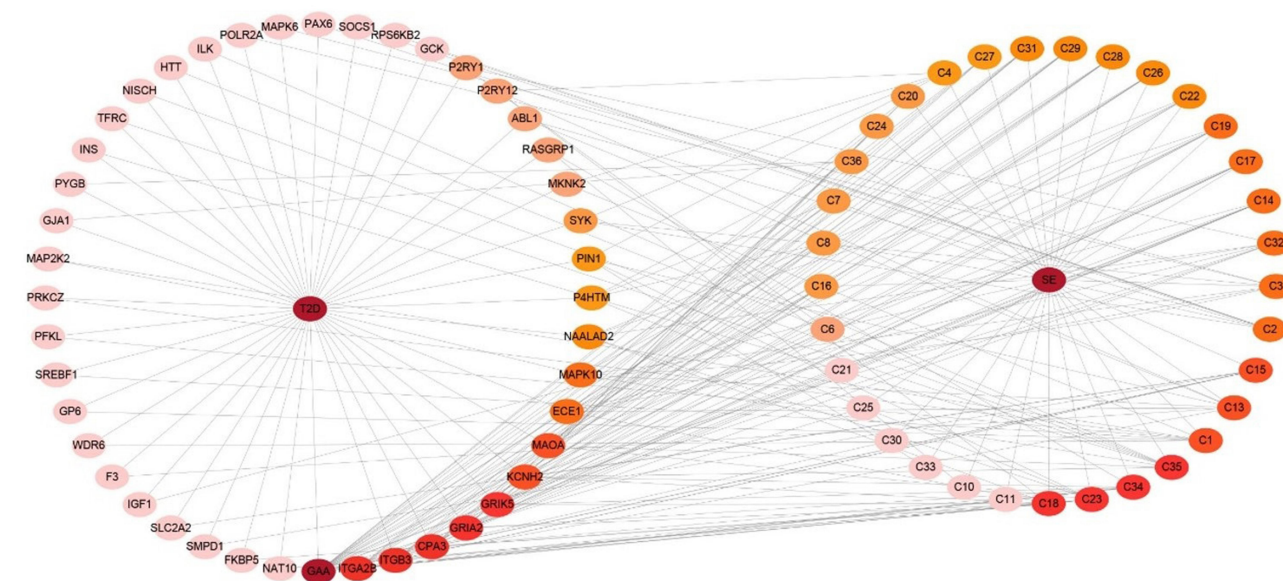 PAX6
SOCS1
RPS6KB2
GCK
P2RY1
P2RY12
ABL1
RASGRP1
MKNK2
SYK
PIN1
P4HTM
NAALAD2
MAPK10
ECE1
MAOA
KCNH2
GRIK5
GRIA2
CPA3
ITGB3
ITGA2B
GAA
NAT10
FKBP5
SMPD1
SLC2A2
IGF1
F3
WDR6
GP6
SREBF1
PFKL
PRKCZ
MAP2K2
GJA1
PYGB
INS
TFRC
NISCH
HTT
ILK
POLR2A
MAPK6
T2D
C4
C27
C31
C29
C28
C26
C22
C19
C17
C14
C32
C3
C2
C15
C13
C1
C35
C34
C23
C18
C11
C10
C33
C30
C25
C21
C6
C16
C8
C7
C36
C24
C20
SE